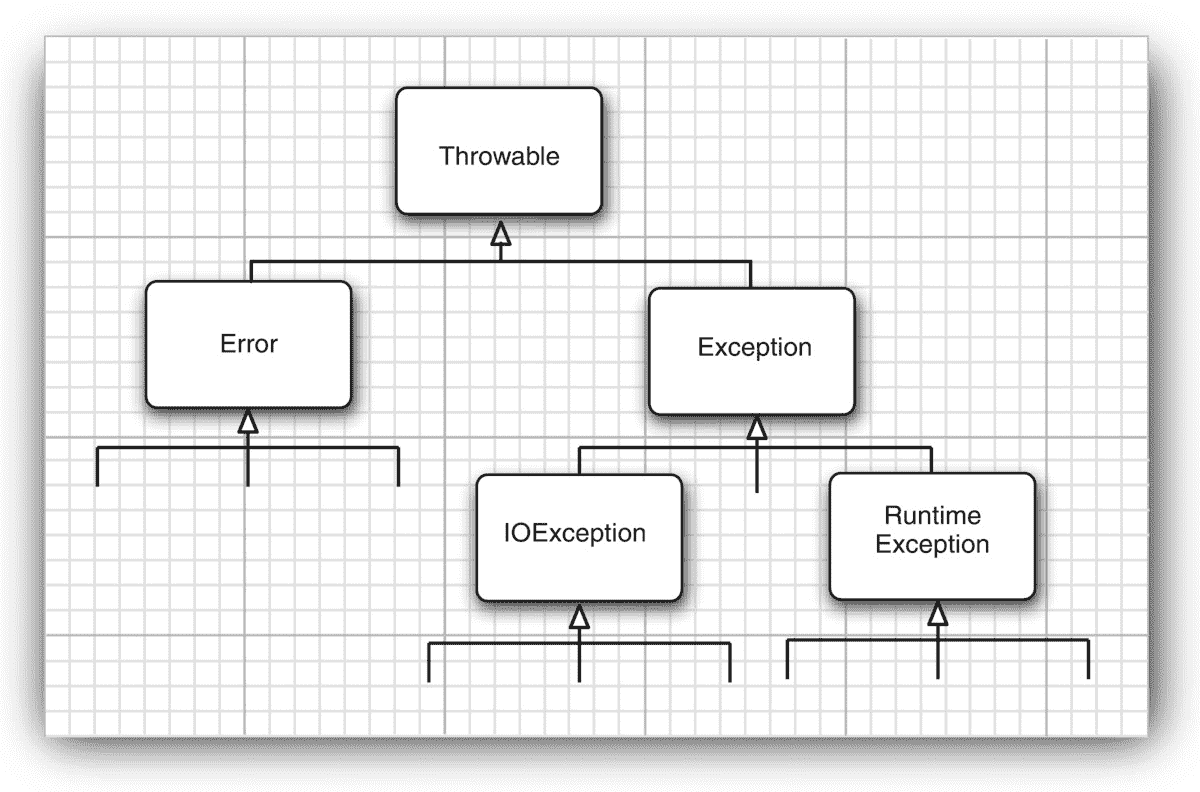 Throwable
Error
Exception
IOException
Runtime
Exception